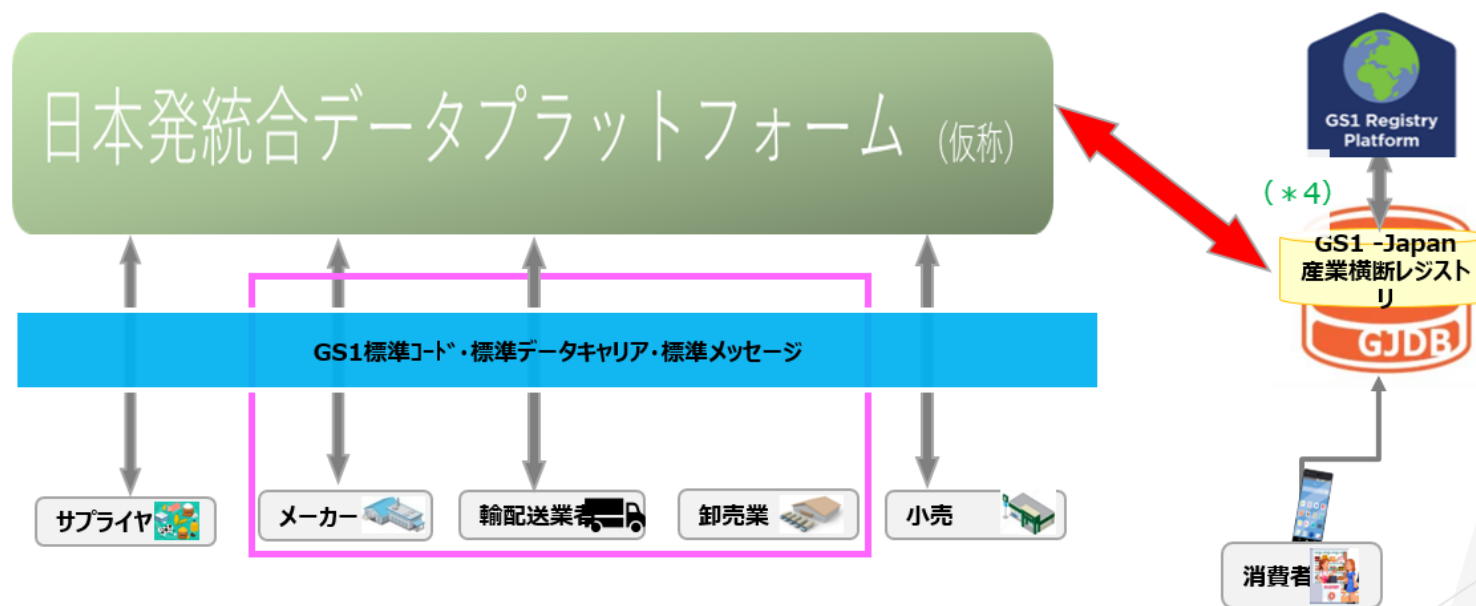 日本発統合データプラットフォーム（仮称）
GS1 Registry
Platform
（＊4）
GS1 -Japan
産業横断レジスト
リ
GJDB
GS1標準ｺｰﾄﾞ・標準データキャリア・標準メッセージ
サプライヤ
メーカー
輸配送業者
卸売業
小売
消費者